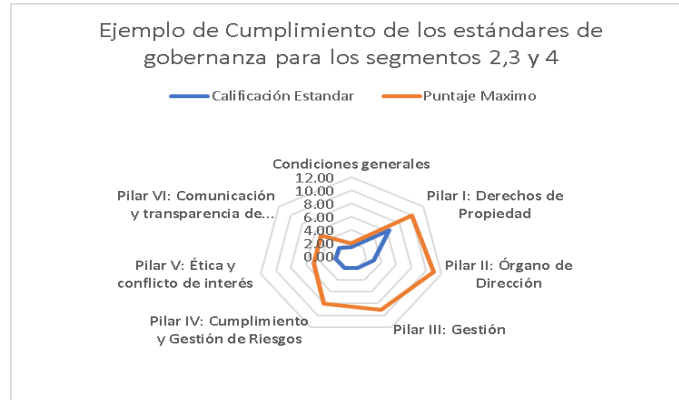 Ejemplo de Cumplimiento de los estándares de
gobernanza para los segmentos 2,3 y 4
Calificación Estandar
Puntaje Maximo
Condiciones generales
12.00
10.00
8.00
6.00
4.00
2.00
0.00
Pilar I: Derechos de
Propiedad
Pilar II: Órgano de
Dirección
Pilar III: Gestión
Pilar IV: Cumplimiento
y Gestión de Riesgos
Pilar V: Ética y
conflicto de interés
Pilar VI: Comunicación
y transparencia de...